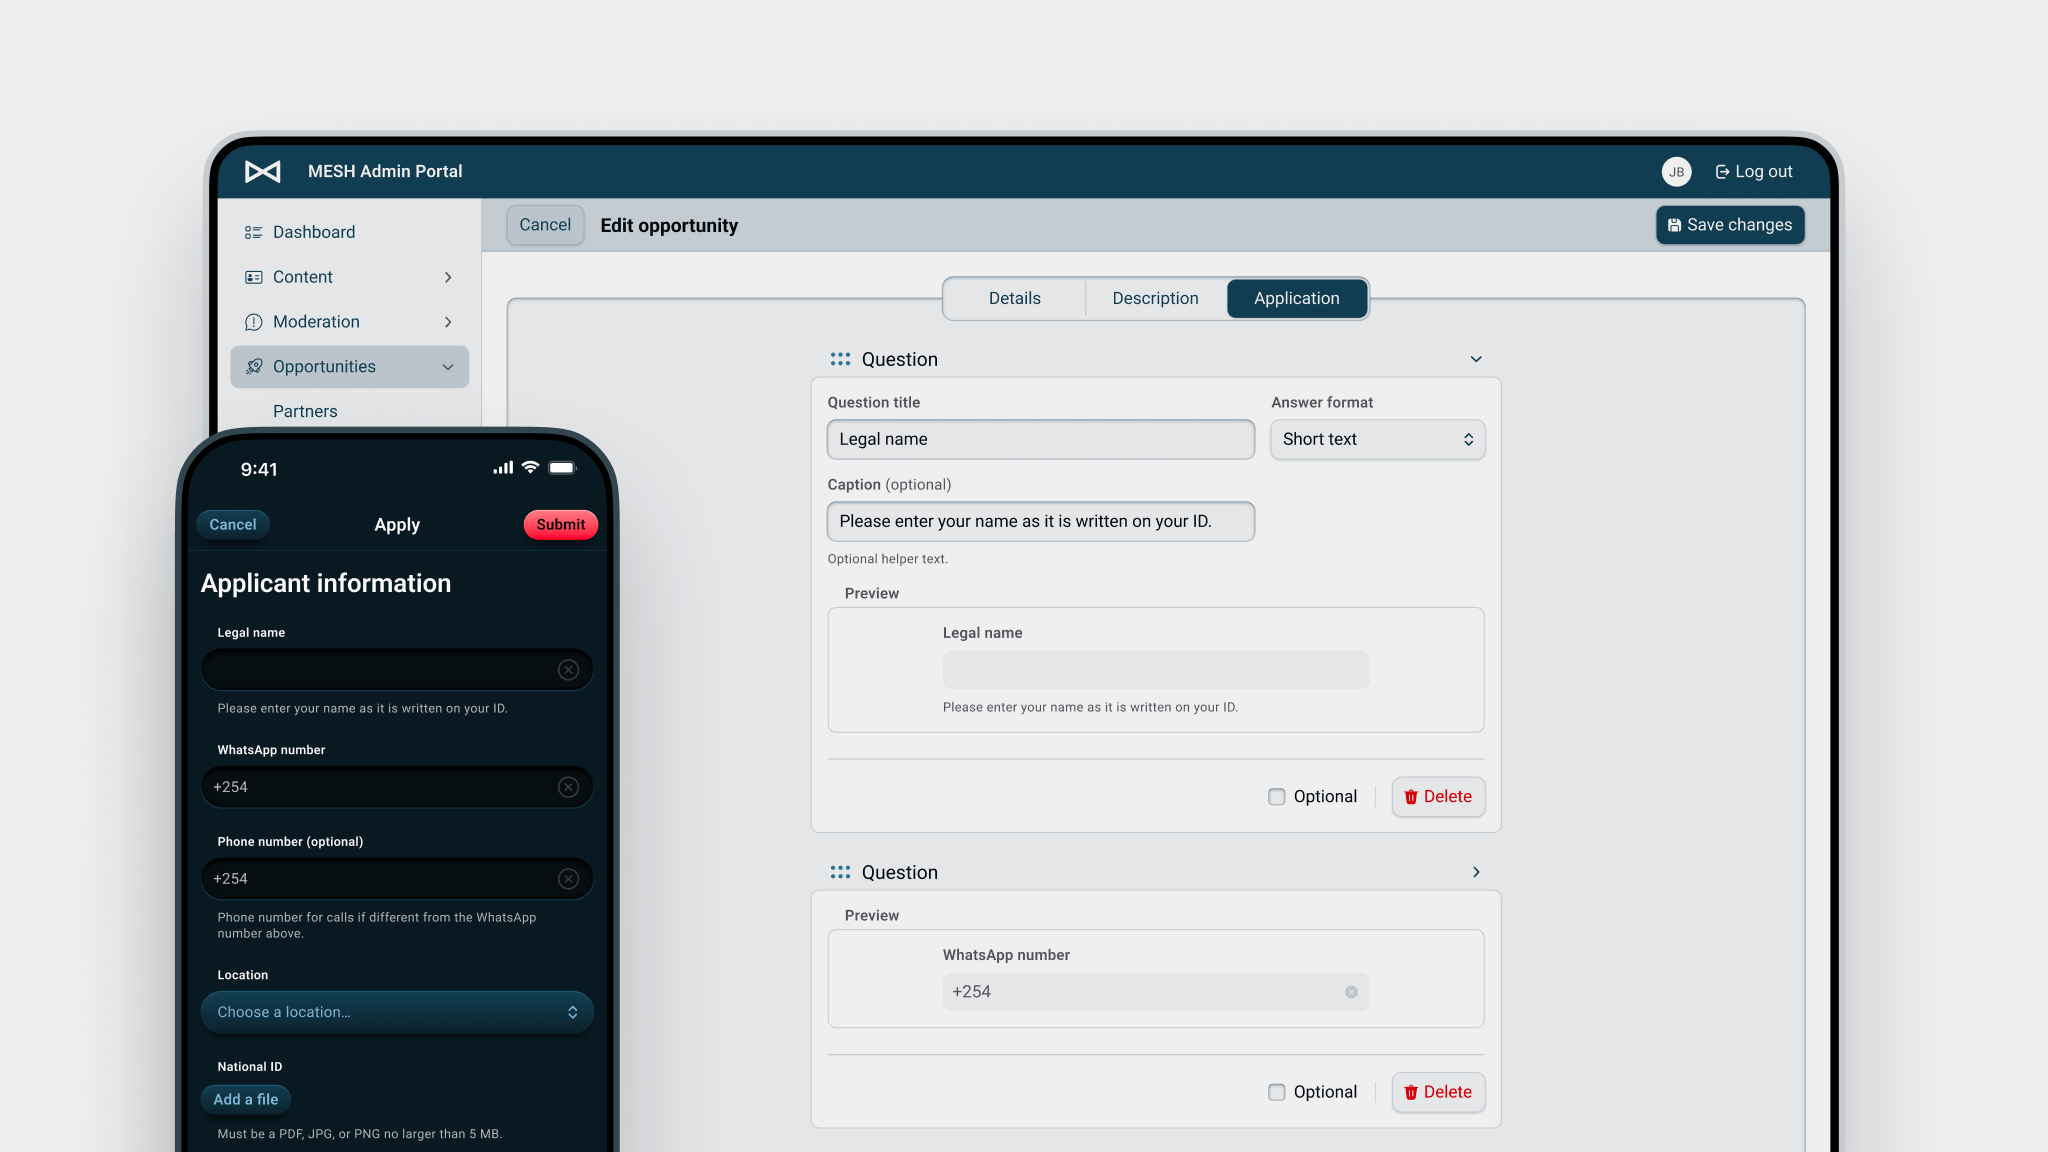 MESH Admin Portal
JB
Log out
Dashboard
Content
Moderation
Opportunities
Partners
Cancel
Edit opportunity
Save changes
Details
Description
Application
Question
Question title
Answer format
Legal name
Short text
Caption (optional)
Please enter your name as it is written on your ID.
Optional helper text.
Preview
Legal name
Please enter your name as it is written on your ID.
Optional
Delete
Question
Preview
WhatsApp number
+254
Optional
Delete
9:41
Cancel
Apply
Submit
Applicant information
Legal name
Please enter your name as it is written on your ID.
WhatsApp number
+254
Phone number (optional)
+254
Phone number for calls if different from the WhatsApp
number above.
Location
Choose a location...
National ID
Add a file
Must be a PDF, JPG, or PNG no larger than 5 MB.